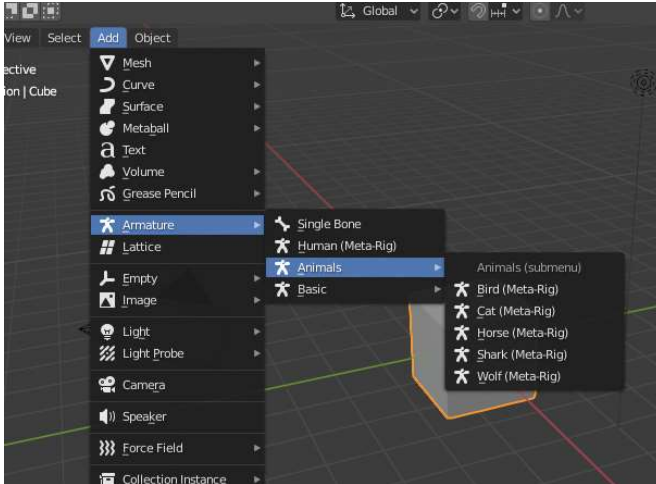 Global
View Select Add Object
ective
ion | Cube
Mesh
Curve
Surface
Metaball
Text
Volume
Grease Pencil
Armature
Lattice
Empty
Image
Light
Light Probe
Camera
Speaker
Force Field
Collection Instance
Single Bone
Human (Meta-Rig)
Animals
Basic
Animals (submenu)
Bird (Meta-Rig)
Cat (Meta-Rig)
Horse (Meta-Rig)
Shark (Meta-Rig)
Wolf (Meta-Rig)